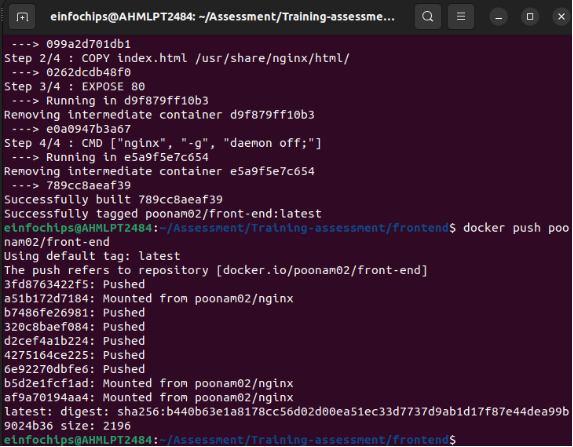 einfochips@AHMLPT2484: ~/Assessment/Training-assessme...
---> 099a2d701db1
Step 2/4 : COPY index.html /usr/share/nginx/html/
---> 0262dcdb48f0
Step 3/4 : EXPOSE 80
---> Running in d9f879ff10b3
Removing intermediate container d9f879ff10b3
---> e0a0947b3a67
Step 4/4 : CMD ["nginx", "-g", "daemon off;"]
---> Running in e5a9f5e7c654
Removing intermediate container e5a9f5e7c654
---> 789cc8aeaf39
Successfully built 789cc8aeaf39
Successfully tagged poonam02/front-end:latest
einfochips@AHMLPT2484:~/Assessment/Training-assessment/frontend$ docker push poo
nam02/front-end
Using default tag: latest
The push refers to repository [docker.io/poonam02/front-end]
3fd8763422f5: Pushed
a51b172d7184: Mounted from poonam02/nginx
b7486fe26981: Pushed
320c8baef084: Pushed
d2cef4a1b224: Pushed
4275164ce225: Pushed
6e92270dbfe6: Pushed
b5d2e1fcf1ad: Mounted from poonam02/nginx
af9a70194aa4: Mounted from poonam02/nginx
latest: digest: sha256:b440b63e1a8178cc56d02d00ea51ec33d7737d9ab1d17f87e44dea99b
9024b36 size: 2196
einfochips@AHMLPT2484:~/Assessment/Training-assessment/frontend$